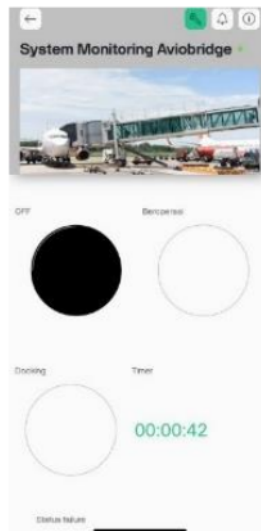 System Monitoring Aviobridge
OFF
Beroperasi
Docking
Timer
00:00:42
Status failure